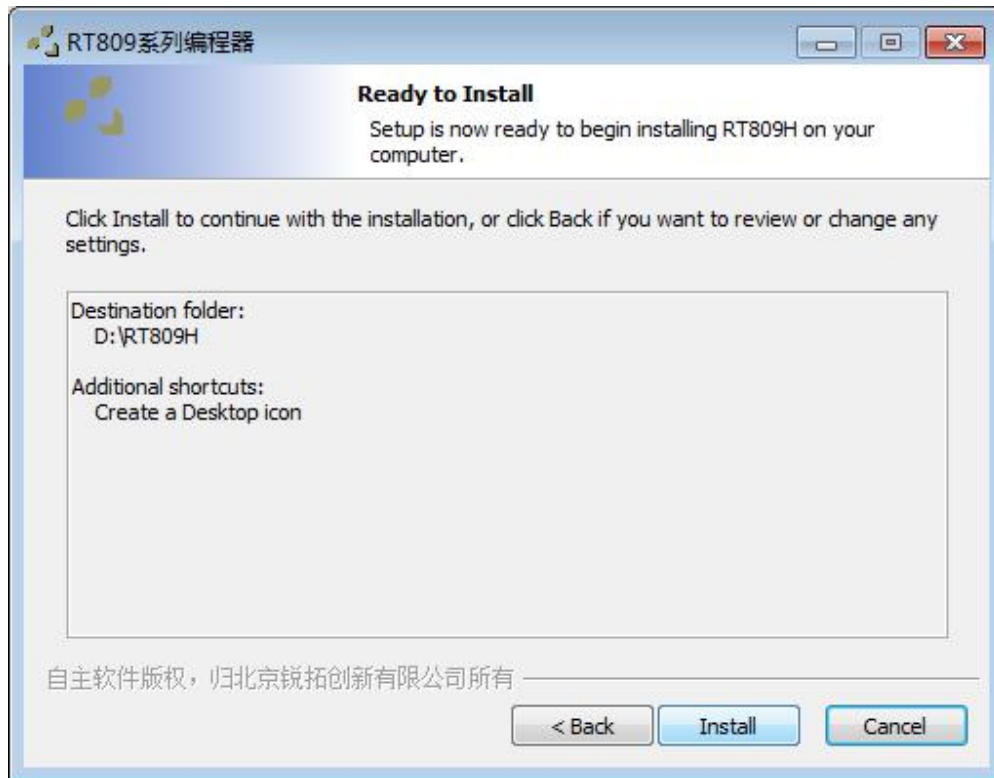 RT809系列编程器
Ready to Install
Setup is now ready to begin installing RT809H on your
computer.
Click Install to continue with the installation, or click Back if you want to review or change any
settings.
Destination folder:
D:\RT809H
Additional shortcuts:
Create a Desktop icon
自主软件版权，归北京锐拓创新有限公司所有
< Back
Install
Cancel